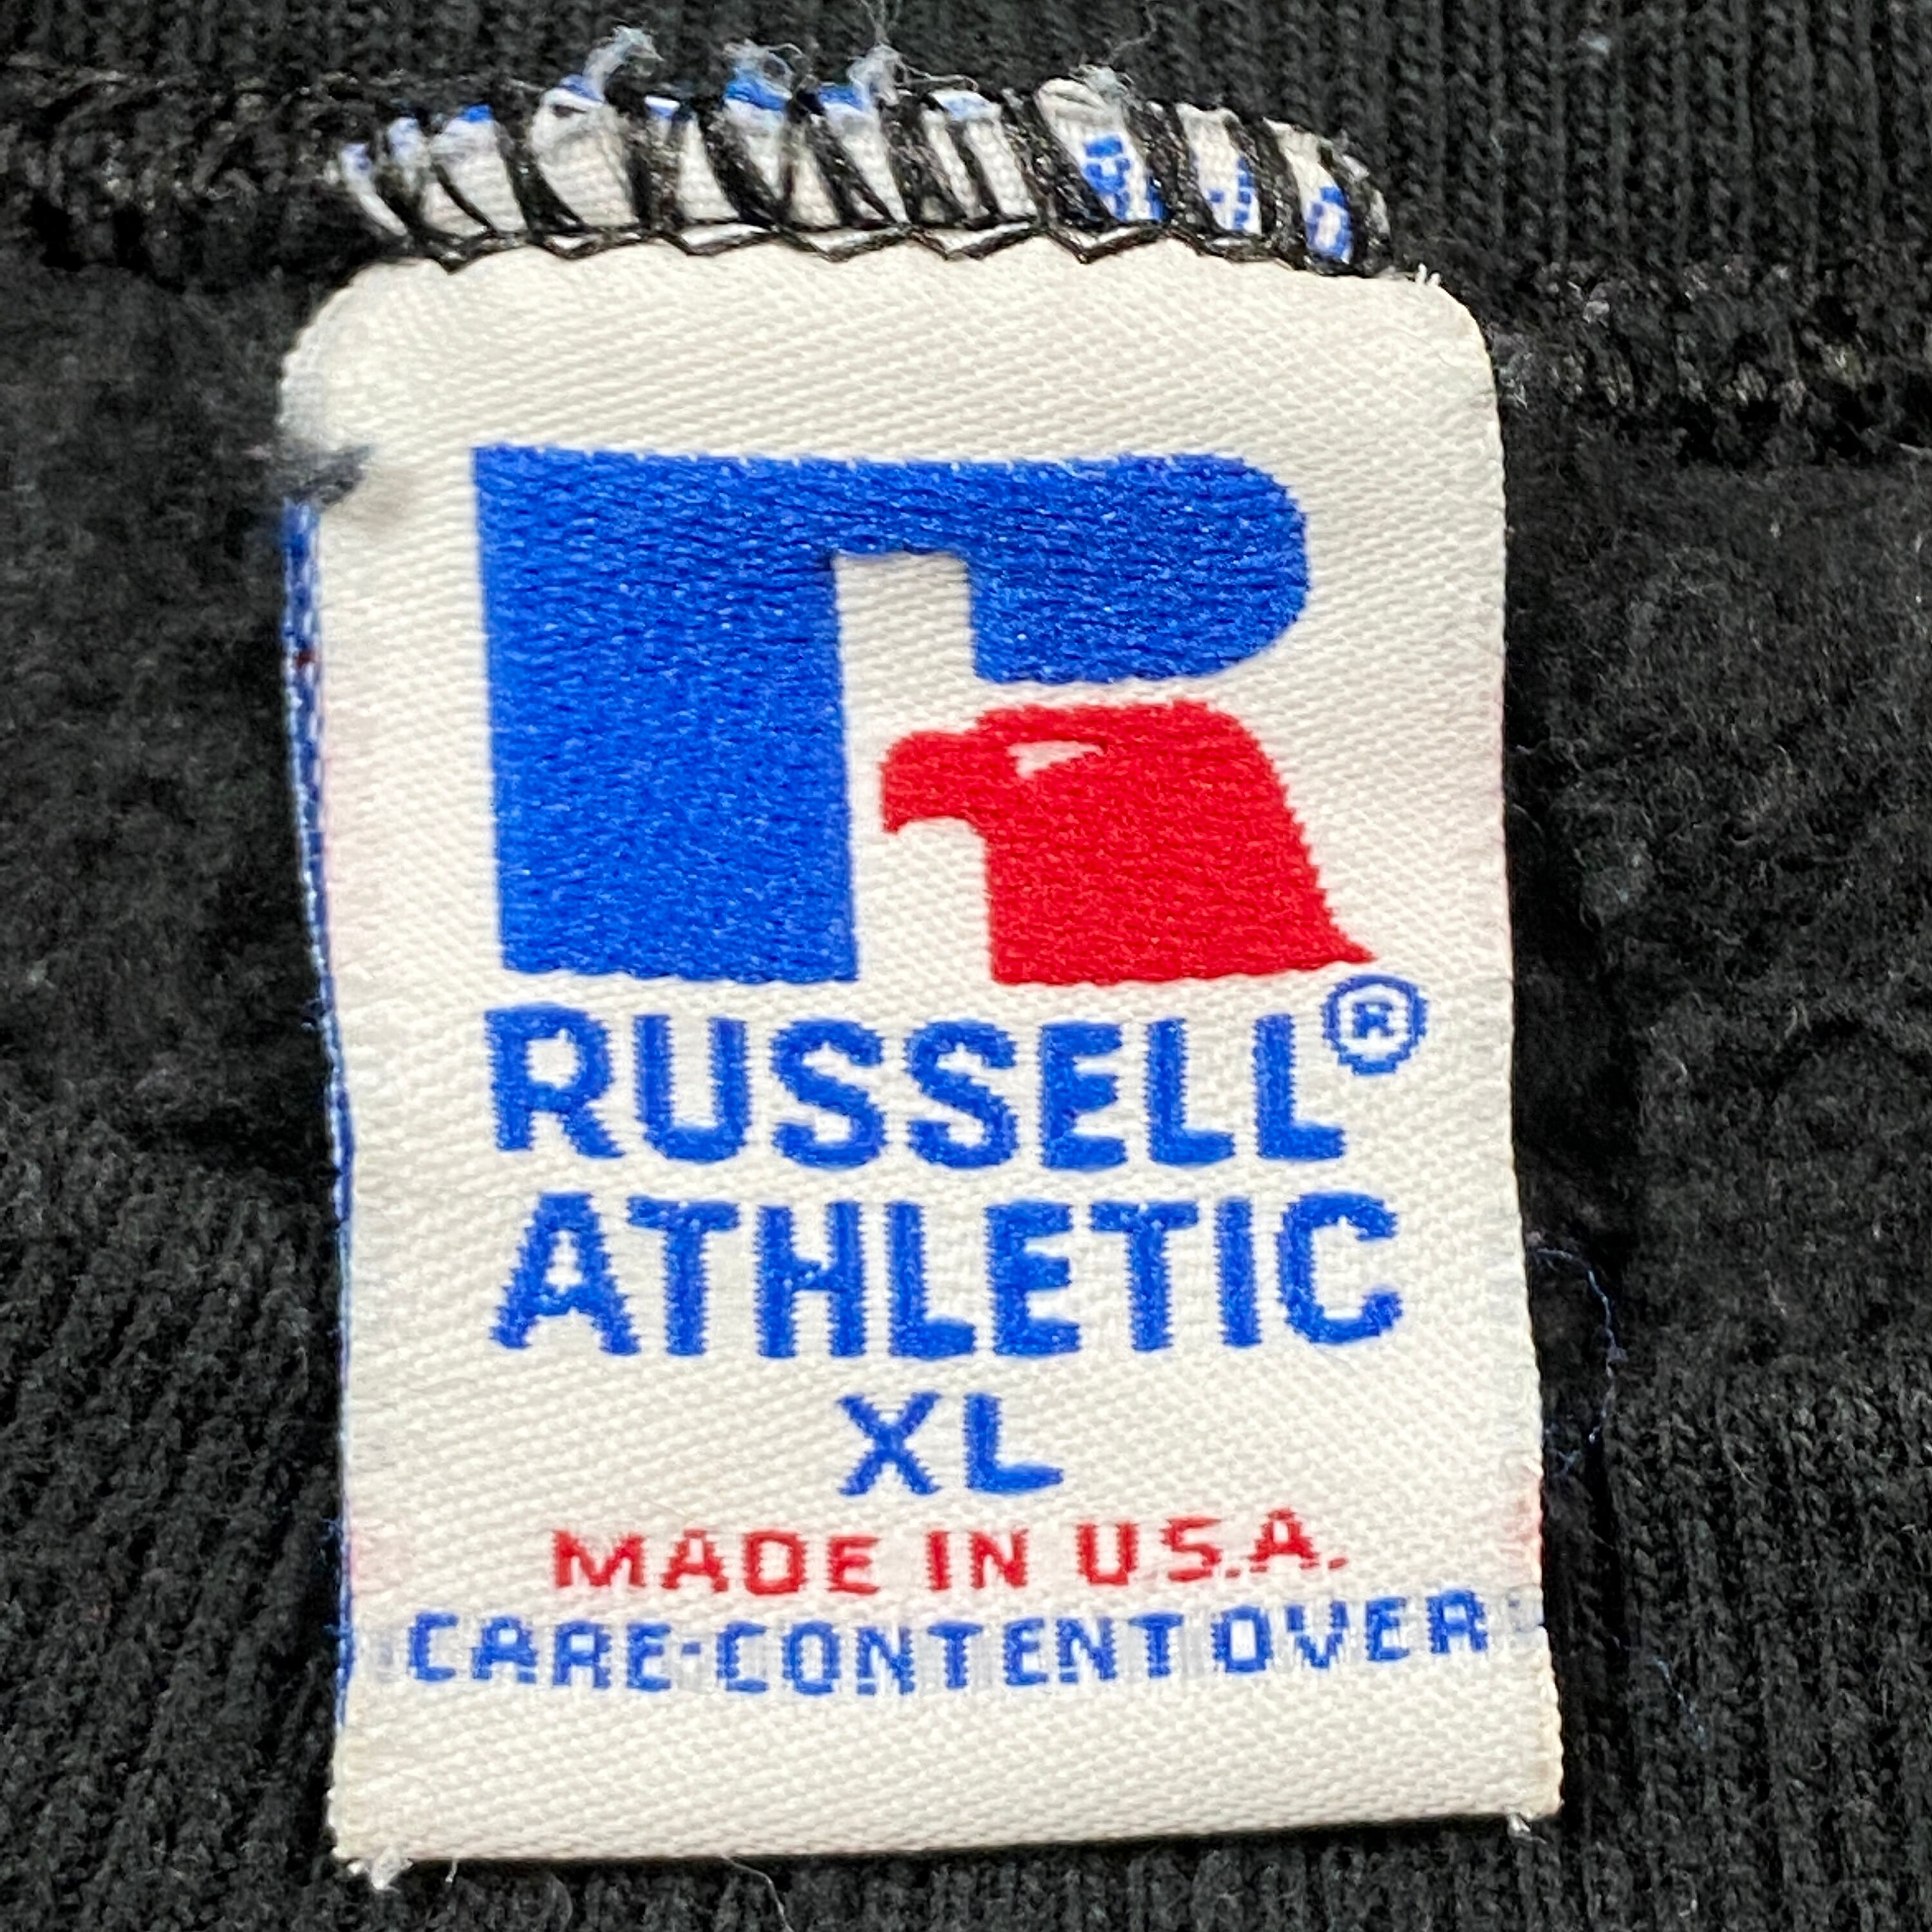 RUSSELL®
ATHLETIC
XL
MADE IN U.S.A.
CARE-CONTENT OVER